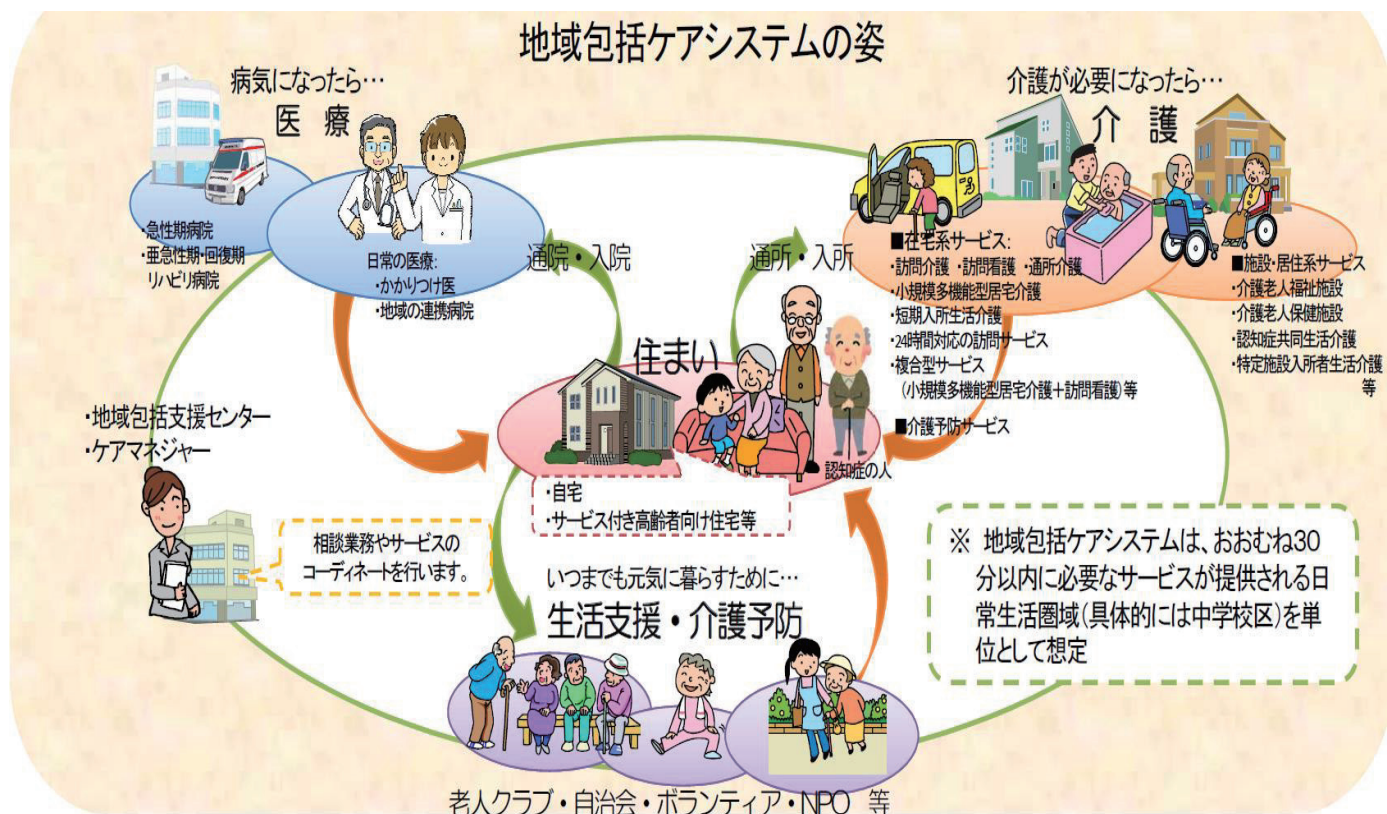 地域包括ケアシステムの姿
病気になったら…
医 療
・急性期病院
・亜急性期・回復期
リハビリ病院
日常の医療:
・かかりつけ医
・地域の連携病院
通院・入院
介護が必要になったら…
介 護
通所・入所
■在宅系サービス:
・訪問介護 ・訪問看護 ・通所介護
・小規模多機能型居宅介護
・短期入所生活介護
・24時間対応の訪問サービス
・複合型サービス
(小規模多機能型居宅介護+訪問看護)等
■介護予防サービス
■施設・居住系サービス
・介護老人福祉施設
・介護老人保健施設
・認知症共同生活介護
・特定施設入所者生活介護
等
住まい
認知症の人
・自宅
・サービス付き高齢者向け住宅等
・地域包括支援センター
・ケアマネジャー
相談業務やサービスの
コーディネートを行います。
いつまでも元気に暮らすために…
生活支援・介護予防
老人クラブ・自治会・ボランティア・NPO 等
※ 地域包括ケアシステムは、おおむね30
分以内に必要なサービスが提供される日
常生活圏域(具体的には中学校区)を単
位として想定